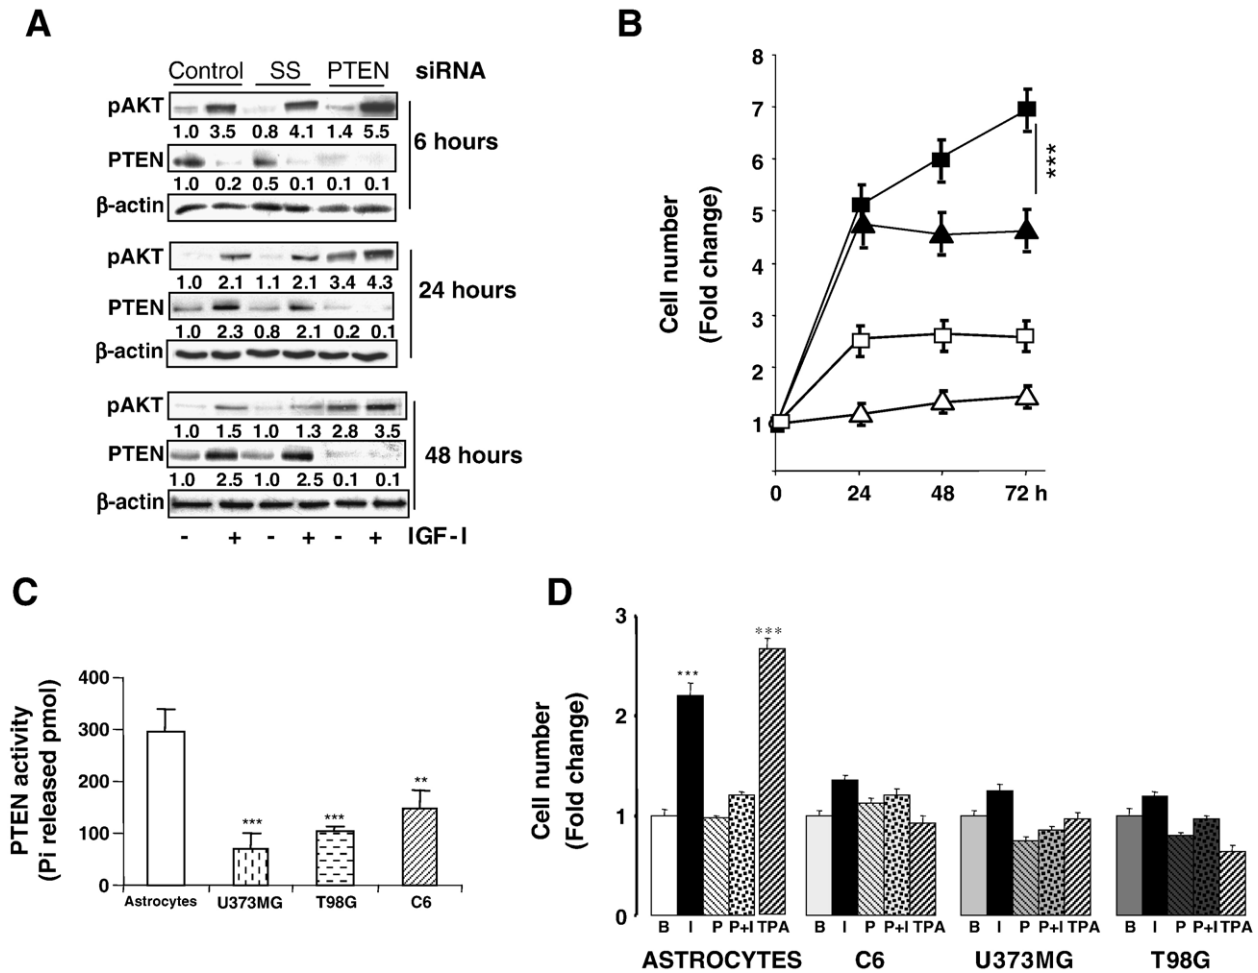 A
Control SS PTEN siRNA
pAKT
1.0 3.5 0.8 4.1 1.4 5.5
6 hours
PTEN
1.0 0.2 0.5 0.1 0.1 0.1
β-actin
pAKT
1.0 2.1 1.1 2.1 3.4 4.3
24 hours
PTEN
1.0 2.3 0.8 2.1 0.2 0.1
β-actin
pAKT
1.0 1.5 1.0 1.3 2.8 3.5
48 hours
PTEN
1.0 2.5 1.0 2.5 0.1 0.1
β-actin
- + - + - + IGF-I
B
Cell number
(Fold change)
8
7
6
5
4
3
2
1
***
0 24 48 72 h
C
PTEN activity
(Pi released pmol)
400
300
200
100
0
*** *** **
Astrocytes U373MG T98G C6
D
Cell number
(Fold change)
3
2
1
0
*** ***
B I P P+I TPA B I P P+I TPA B I P P+I TPA B I P P+I TPA
ASTROCYTES C6 U373MG T98G